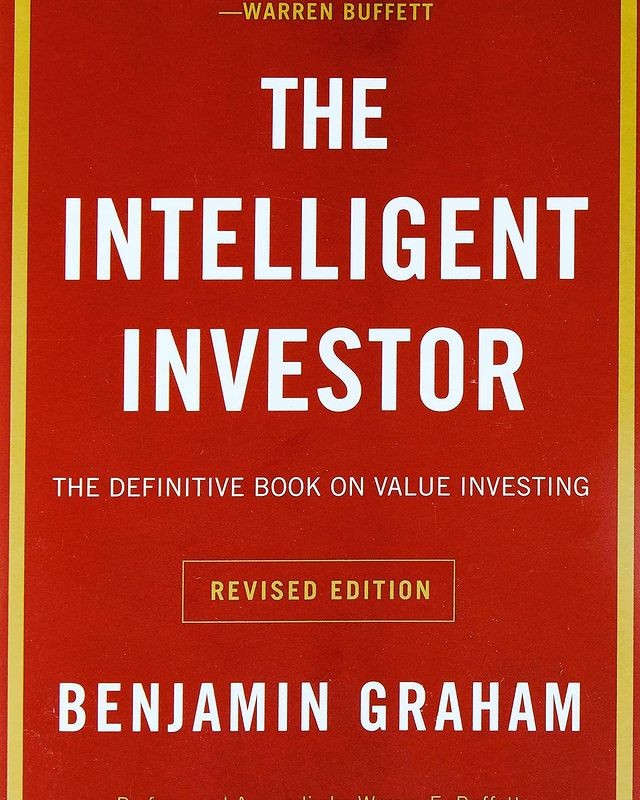 —WARREN BUFFETT
THE
INTELLIGENT
INVESTOR
THE DEFINITIVE BOOK ON VALUE INVESTING
REVISED EDITION
BENJAMIN GRAHAM